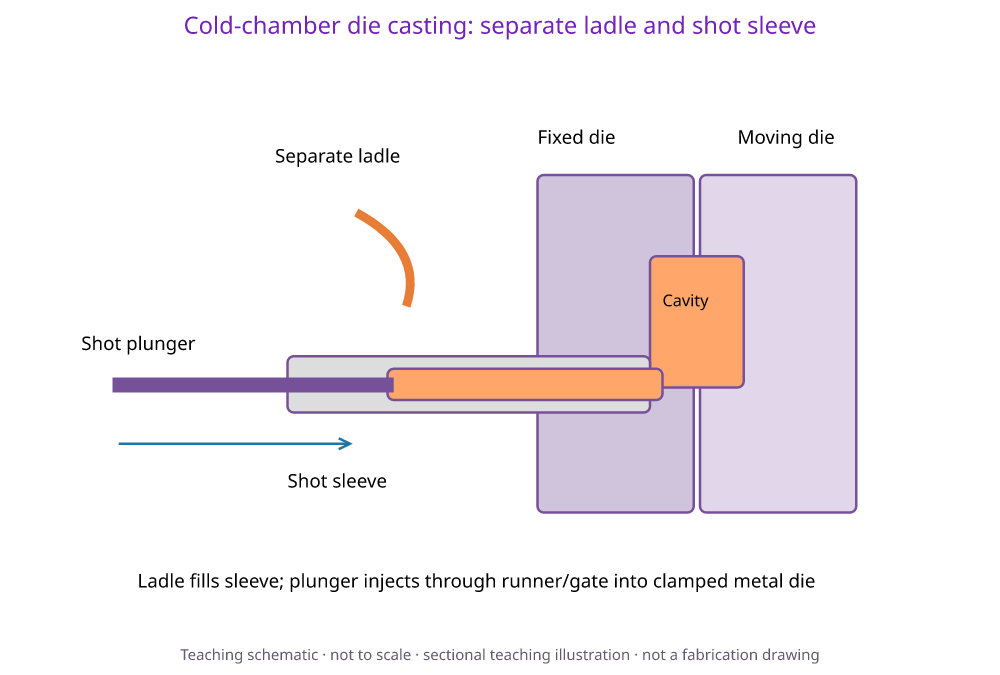 Cold-chamber die casting: separate ladle and shot sleeve
Fixed die
Moving die
Separate ladle
Cavity
Shot plunger
Shot sleeve
Ladle fills sleeve; plunger injects through runner/gate into clamped metal die
Teaching schematic · not to scale · sectional teaching illustration · not a fabrication drawing